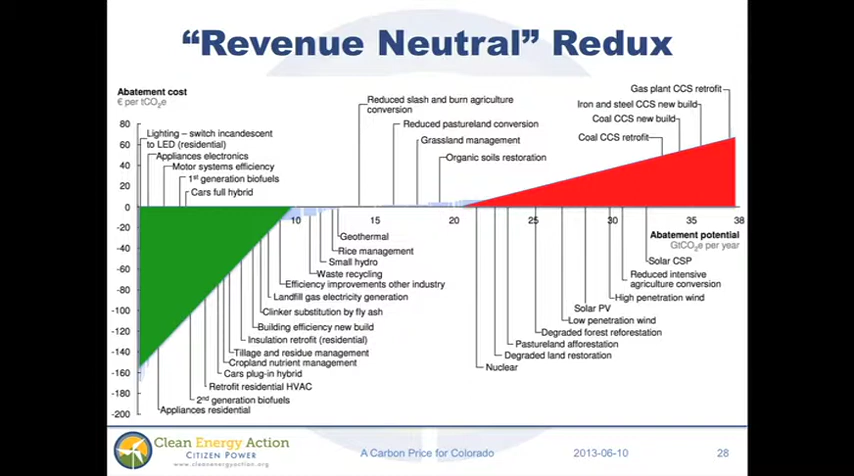 “Revenue Neutral” Redux
Abatement cost
€ per tCO2e
80
60
40
20
0
-20
-40
-60
-80
-100
-120
-140
-160
-180
-200
Lighting – switch incandescent
to LED (residential)
Appliances electronics
Motor systems efficiency
1st generation biofuels
Cars full hybrid
Reduced slash and burn agriculture
conversion
Reduced pastureland conversion
Grassland management
Organic soils restoration
Gas plant CCS retrofit
Iron and steel CCS new build
Coal CCS new build
Coal CCS retrofit
10
15
20
35
38
Abatement potential
GtCO2e per year
Geothermal
Rice management
Small hydro
Waste recycling
Efficiency improvements other industry
Landfill gas electricity generation
Clinker substitution by fly ash
Building efficiency new build
Insulation retrofit (residential)
Tillage and residue management
Cropland nutrient management
Cars plug-in hybrid
Retrofit residential HVAC
2nd generation biofuels
Appliances residential
Solar CSP
Reduced intensive
agriculture conversion
High penetration wind
Solar PV
Low penetration wind
Degraded forest reforestation
Pastureland afforestation
Degraded land restoration
Nuclear
Clean Energy Action
CITIZEN POWER
www.cleanenergyaction.org
A Carbon Price for Colorado
2013-06-10
28